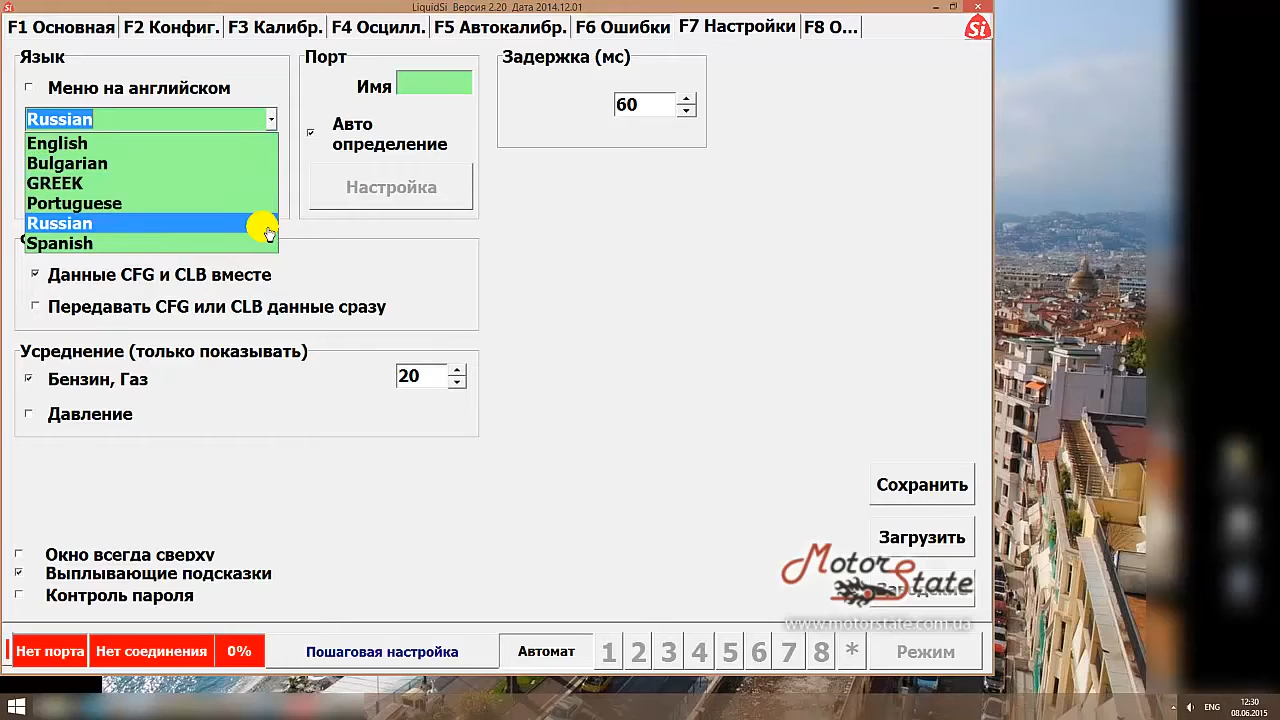 LiquidSi Версия 2.20 Дата 2014.12.01
F1 Основная F2 Конфиг. F3 Калибр. F4 Осцилл. F5 Автокалибр. F6 Ошибки F7 Настройки F8 О...
Si
Язык
Меню на английском
Russian
English
Bulgarian
GREEK
Portuguese
Russian
Spanish
Порт
Имя
Авто
определение
Настройка
Задержка (мс)
60
Данные CFG и CLB вместе
Передавать CFG или CLB данные сразу
Усреднение (только показывать)
Бензин, Газ
20
Давление
Сохранить
Загрузить
Motor State
www.motorstate.com.ua
Окно всегда сверху
Выплывающие подсказки
Контроль пароля
Нет порта Нет соединения 0% Пошаговая настройка Автомат 1 2 3 4 5 6 7 8 * Режим
ENG
12:30
08.06.2015